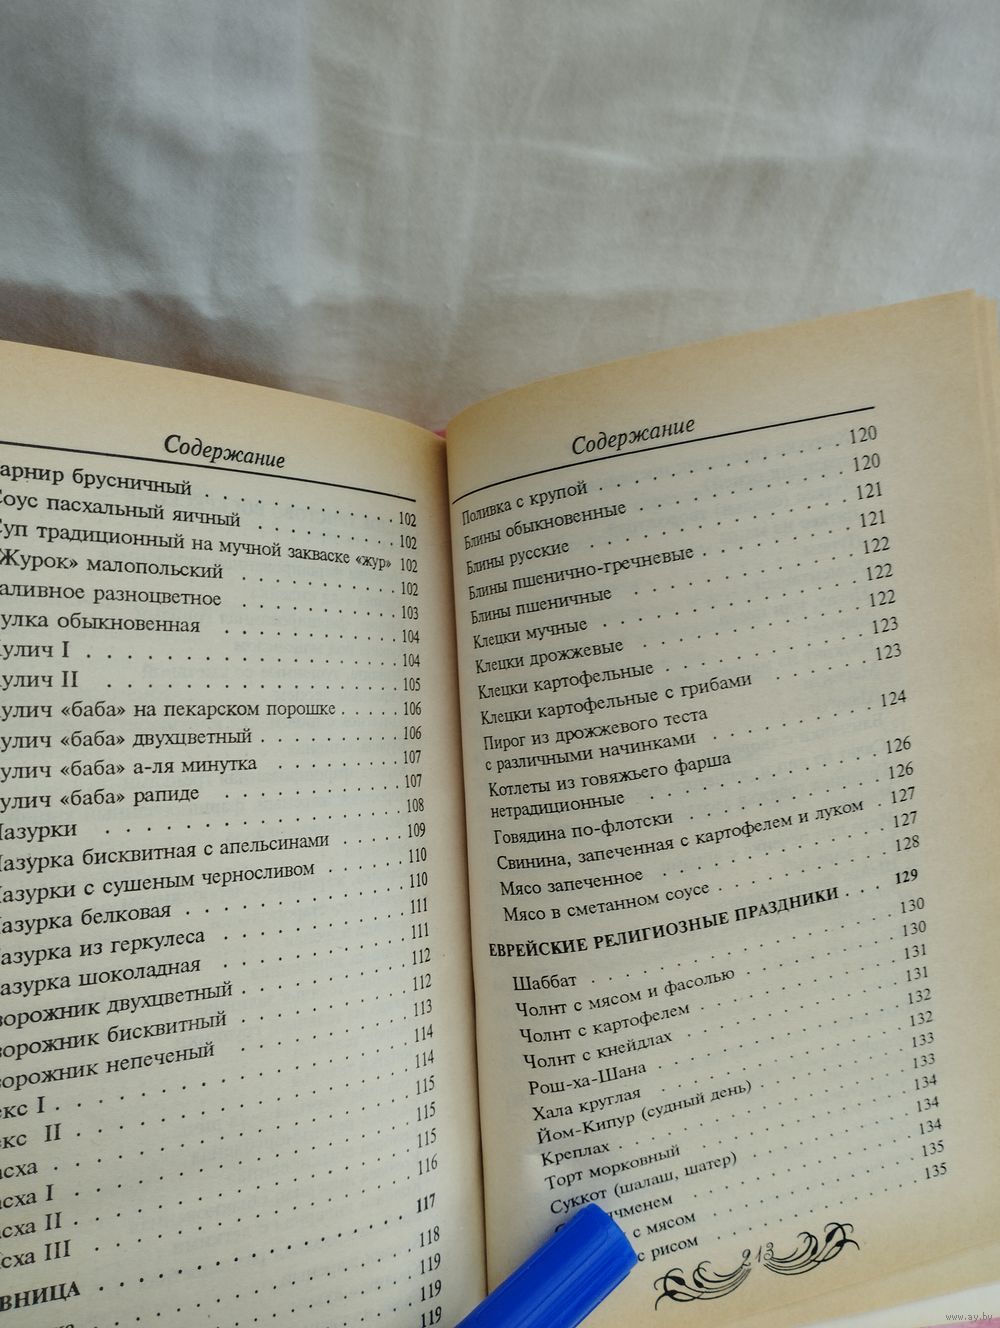 Содержание
арнир брусничный . . . . . . . . . . . 102
оус пасхальный яичный . . . . . . . . 102
уп традиционный на мучной закваске «жур» 102
Журок» малопольский . . . . . . . . . 102
аливное разноцветное . . . . . . . . . 103
улка обыкновенная . . . . . . . . . . 104
улич I . . . . . . . . . . . . . . . . 104
улич II . . . . . . . . . . . . . . . 105
улич «баба» на пекарском порошке . . . . . 106
улич «баба» двухцветный . . . . . . . . 106
улич «баба» а-ля минутка . . . . . . . 107
улич «баба» рапиде . . . . . . . . . . 107
азурки . . . . . . . . . . . . . . . 108
азурка бисквитная с апельсинами . . . . 109
азурки с сушеным черносливом . . . . . 110
азурка белковая . . . . . . . . . . . 110
азурка из геркулеса . . . . . . . . . 111
азурка шоколадная . . . . . . . . . . 111
ворожник двухцветный . . . . . . . . . 112
ворожник бисквитный . . . . . . . . . 112
ворожник непеченый . . . . . . . . . . 113
екс I . . . . . . . . . . . . . . . . 114
екс II . . . . . . . . . . . . . . . . 114
асха . . . . . . . . . . . . . . . . . 115
асха I . . . . . . . . . . . . . . . . 115
асха II . . . . . . . . . . . . . . . 115
сха III . . . . . . . . . . . . . . . 116
ВНИЦА . . . . . . . . . . . . . . . . 117
118
119
119
119
Содержание
Поливка с крупой . . . . . . . . . . . 120
Блины обыкновенные . . . . . . . . . . 120
Блины русские . . . . . . . . . . . . 121
Блины пшенично-гречневые . . . . . . . 121
Блины пшеничные . . . . . . . . . . . 122
Клецки мучные . . . . . . . . . . . . 122
Клецки дрожжевые . . . . . . . . . . . 122
Клецки картофельные . . . . . . . . . 123
Клецки картофельные с грибами . . . . . 123
Пирог из дрожжевого теста
с различными начинками . . . . . . . . 124
Котлеты из говяжьего фарша
нетрадиционные . . . . . . . . . . . . 126
Говядина по-флотски . . . . . . . . . 126
Свинина, запеченная с картофелем и луком . 127
Мясо запеченное . . . . . . . . . . . 127
Мясо в сметанном соусе . . . . . . . . 128
ЕВРЕЙСКИЕ РЕЛИГИОЗНЫЕ ПРАЗДНИКИ . . . 129
Шаббат . . . . . . . . . . . . . . . . 130
Чолнт с мясом и фасолью . . . . . . . . 130
Чолнт с картофелем . . . . . . . . . . 131
Чолнт с кнейдлах . . . . . . . . . . . 131
Рош-ха-Шана . . . . . . . . . . . . . 132
Хала круглая . . . . . . . . . . . . . 132
Йом-Кипур (судный день) . . . . . . . . 133
Креплах . . . . . . . . . . . . . . . 133
Торт морковный . . . . . . . . . . . . 134
Суккот (шалаш, шатер) . . . . . . . . . 134
ячменем . . . . . . . . . . . . . . . 134
с мясом . . . . . . . . . . . . . . . 135
с рисом . . . . . . . . . . . . . . . 135
213
www.ay.by